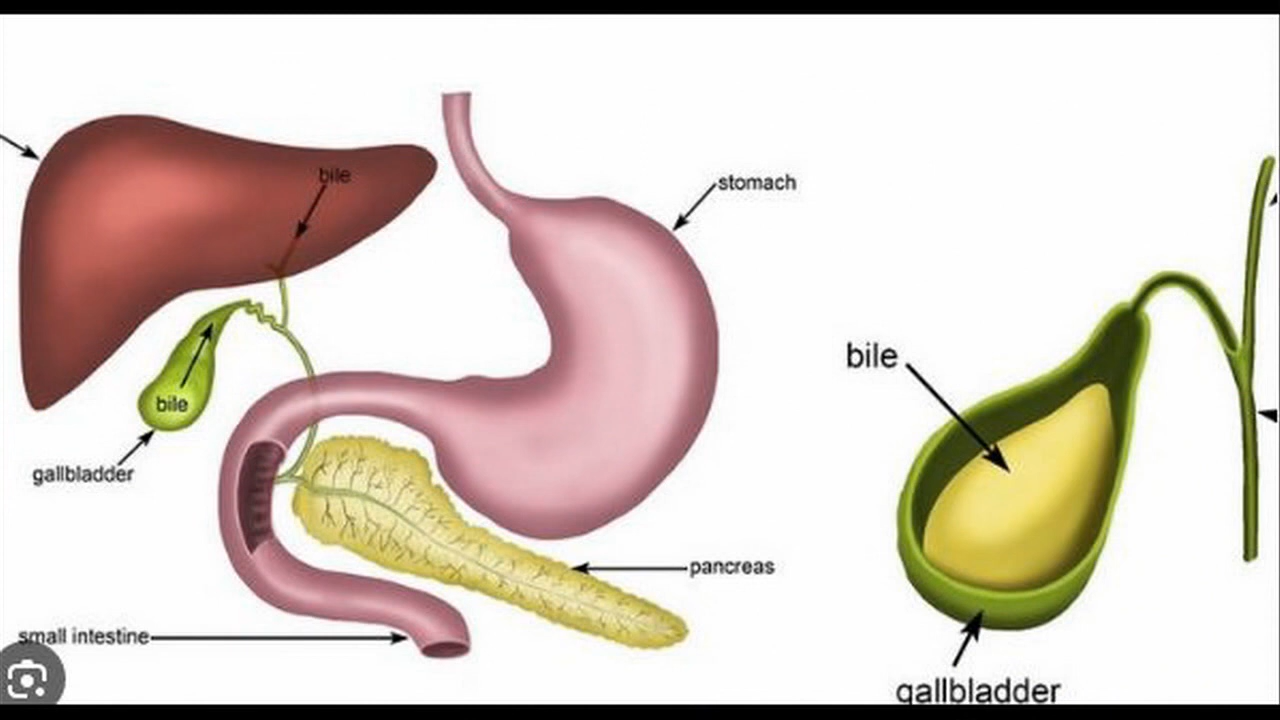 bile
stomach
bile
gallbladder
pancreas
small intestine
bile
gallbladder